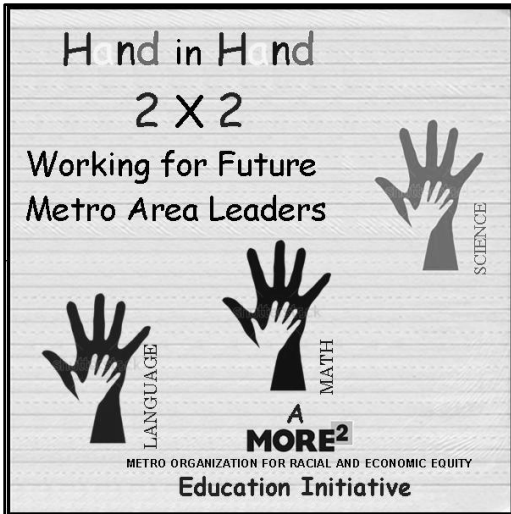 Hand in Hand
2 X 2
Working for Future
Metro Area Leaders
SCIENCE
MATH
LANGUAGE
A
MORE²
METRO ORGANIZATION FOR RACIAL AND ECONOMIC EQUITY
Education Initiative